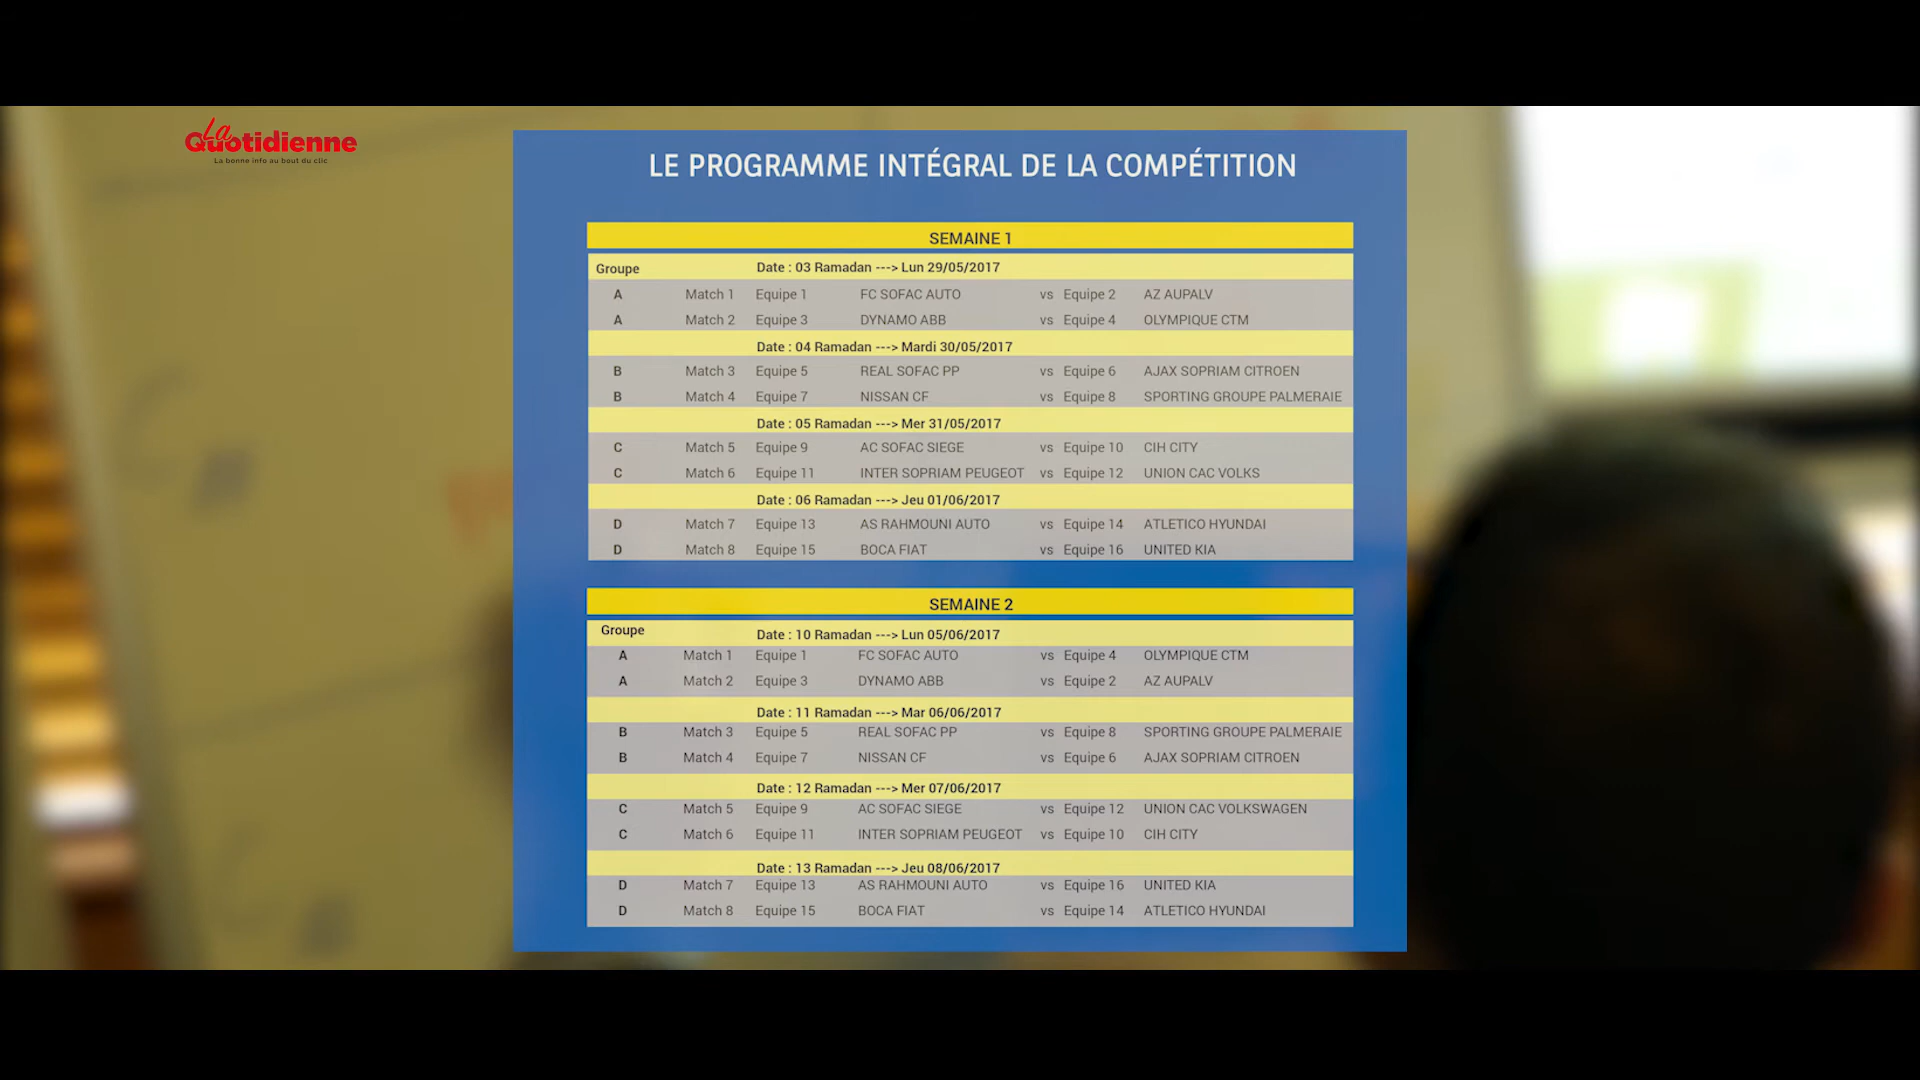 La
Quotidienne
La bonne info au bout du clic
LE PROGRAMME INTÉGRAL DE LA COMPÉTITION
SEMAINE 1
Groupe Date : 03 Ramadan ---> Lun 29/05/2017
A Match 1 Equipe 1 FC SOFAC AUTO vs Equipe 2 AZ AUPALV
A Match 2 Equipe 3 DYNAMO ABB vs Equipe 4 OLYMPIQUE CTM
Date : 04 Ramadan ---> Mardi 30/05/2017
B Match 3 Equipe 5 REAL SOFAC PP vs Equipe 6 AJAX SOPRIAM CITROEN
B Match 4 Equipe 7 NISSAN CF vs Equipe 8 SPORTING GROUPE PALMERAIE
Date : 05 Ramadan ---> Mer 31/05/2017
C Match 5 Equipe 9 AC SOFAC SIEGE vs Equipe 10 CIH CITY
C Match 6 Equipe 11 INTER SOPRIAM PEUGEOT vs Equipe 12 UNION CAC VOLKS
Date : 06 Ramadan ---> Jeu 01/06/2017
D Match 7 Equipe 13 AS RAHMOUNI AUTO vs Equipe 14 ATLETICO HYUNDAI
D Match 8 Equipe 15 BOCA FIAT vs Equipe 16 UNITED KIA
SEMAINE 2
Groupe Date : 10 Ramadan ---> Lun 05/06/2017
A Match 1 Equipe 1 FC SOFAC AUTO vs Equipe 4 OLYMPIQUE CTM
A Match 2 Equipe 3 DYNAMO ABB vs Equipe 2 AZ AUPALV
Date : 11 Ramadan ---> Mar 06/06/2017
B Match 3 Equipe 5 REAL SOFAC PP vs Equipe 8 SPORTING GROUPE PALMERAIE
B Match 4 Equipe 7 NISSAN CF vs Equipe 6 AJAX SOPRIAM CITROEN
Date : 12 Ramadan ---> Mer 07/06/2017
C Match 5 Equipe 9 AC SOFAC SIEGE vs Equipe 12 UNION CAC VOLKSWAGEN
C Match 6 Equipe 11 INTER SOPRIAM PEUGEOT vs Equipe 10 CIH CITY
Date : 13 Ramadan ---> Jeu 08/06/2017
D Match 7 Equipe 13 AS RAHMOUNI AUTO vs Equipe 16 UNITED KIA
D Match 8 Equipe 15 BOCA FIAT vs Equipe 14 ATLETICO HYUNDAI